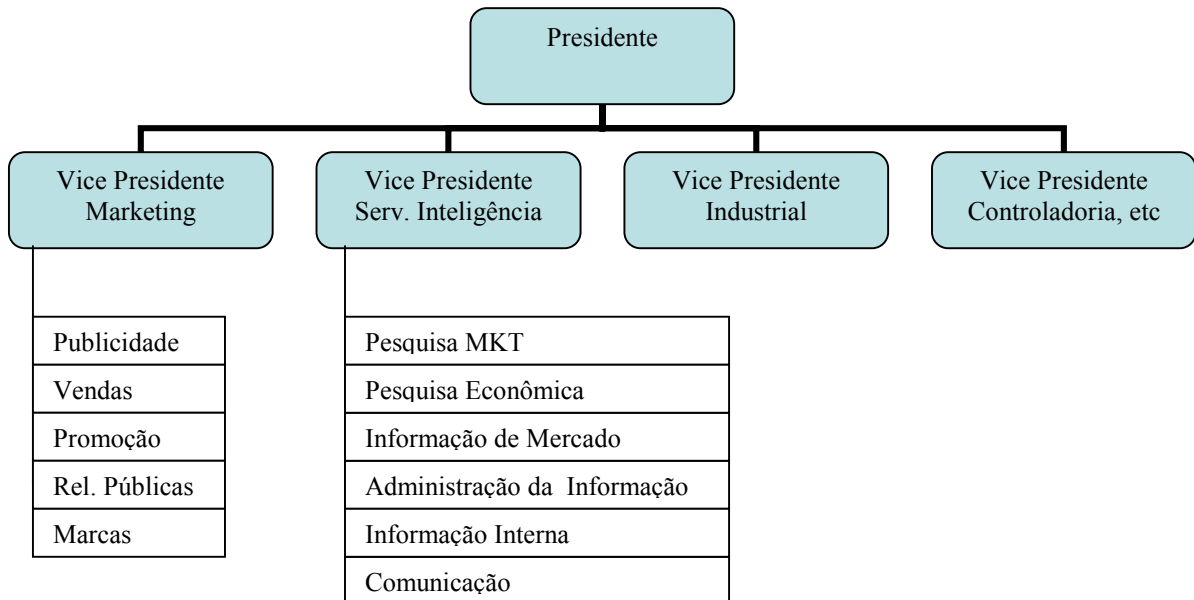 Presidente
Vice Presidente
Marketing
Vice Presidente
Serv. Inteligência
Vice Presidente
Industrial
Vice Presidente
Controladoria, etc
Publicidade
Vendas
Promoção
Rel. Públicas
Marcas
Pesquisa MKT
Pesquisa Econômica
Informação de Mercado
Administração da  Informação
Informação Interna
Comunicação